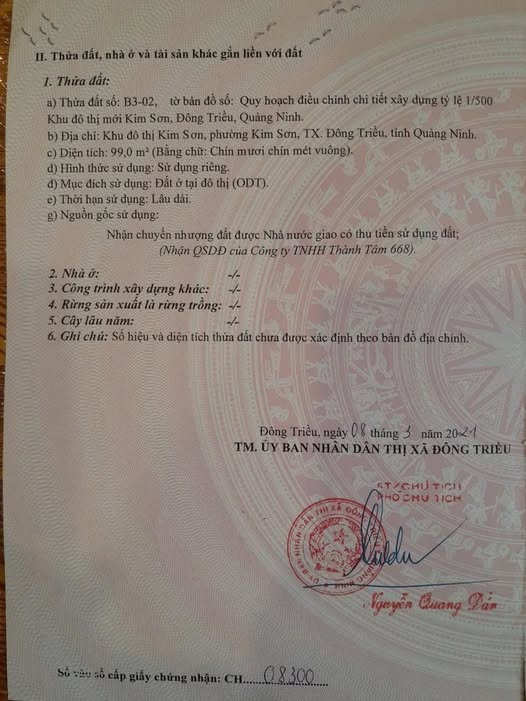 II. Thửa đất, nhà ở và tài sản khác gắn liền với đất
1. Thửa đất:
a) Thửa đất số: B3-02, tờ bản đồ số: Quy hoạch điều chỉnh chi tiết xây dựng tỷ lệ 1/500
Khu đô thị mới Kim Sơn, Đông Triều, Quảng Ninh.
b) Địa chỉ: Khu đô thị Kim Sơn, phường Kim Sơn, TX. Đông Triều, tỉnh Quảng Ninh.
c) Diện tích: 99,0 m² (Bằng chữ: Chín mươi chín mét vuông).
d) Hình thức sử dụng: Sử dụng riêng.
đ) Mục đích sử dụng: Đất ở tại đô thị (ODT).
e) Thời hạn sử dụng: Lâu dài.
g) Nguồn gốc sử dụng:
Nhận chuyển nhượng đất được Nhà nước giao có thu tiền sử dụng đất;
(Nhận QSDĐ của Công ty TNHH Thành Tâm 668).
2. Nhà ở: -/-
3. Công trình xây dựng khác: -/-
4. Rừng sản xuất là rừng trồng: -/-
5. Cây lâu năm: -/-
6. Ghi chú: Số hiệu và diện tích thửa đất chưa được xác định theo bản đồ địa chính.
Đông Triều, ngày 08 tháng 3 năm 2021
TM. ỦY BAN NHÂN DÂN THỊ XÃ ĐÔNG TRIỀU
KT/CHỦ TỊCH
PHÓ CHỦ TỊCH
Nguyễn Quang Dẩn
Số vào sổ cấp giấy chứng nhận: CH 08300